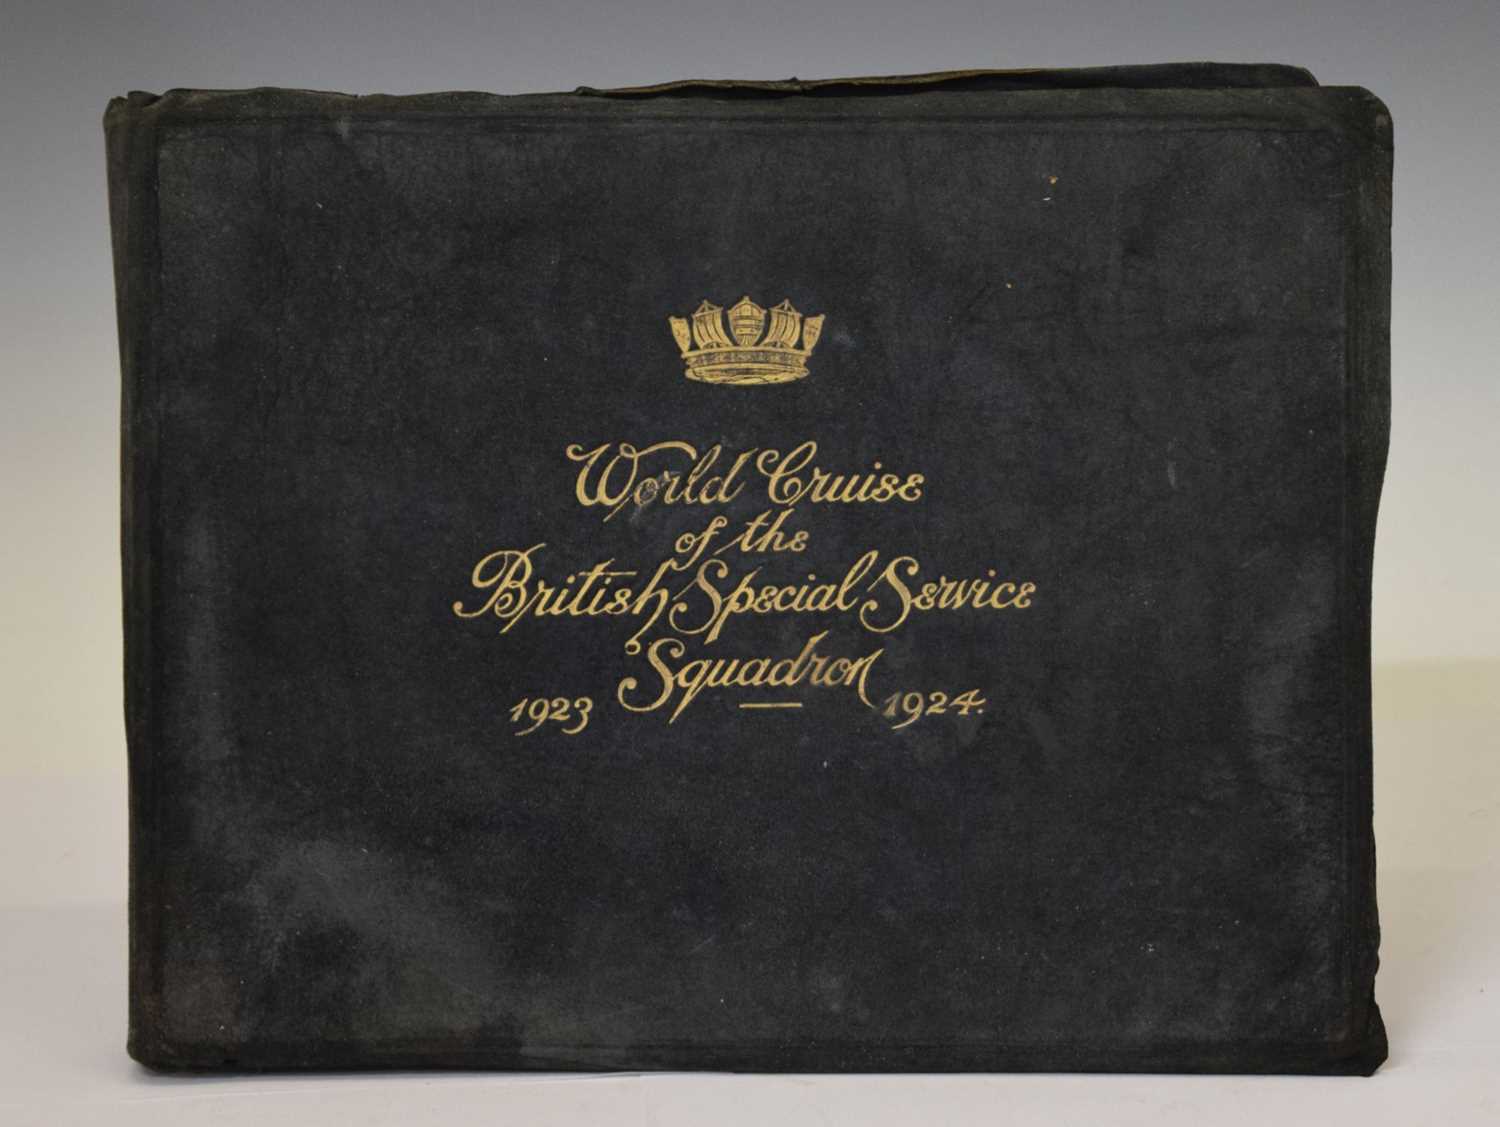 World Cruise
of the
British Special Service
Squadron
1923 1924.